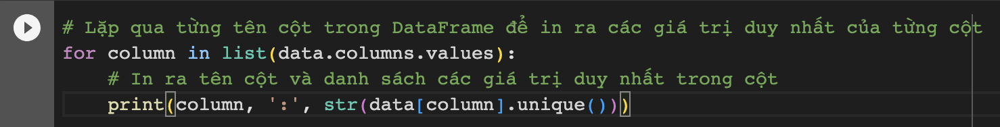 # Lặp qua từng tên cột trong DataFrame để in ra các giá trị duy nhất của từng cột
for column in list(data.columns.values):
    # In ra tên cột và danh sách các giá trị duy nhất trong cột
    print(column, ':', str(data[column].unique()))